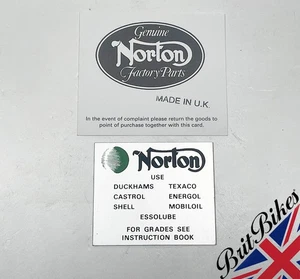 Genuine
Norton
Factory Parts
MADE IN U.K.
In the event of complaint please return the goods to
point of purchase together with this card.
Norton
USE
DUCKHAMS TEXACO
CASTROL ENERGOL
SHELL MOBILOIL
ESSOLUBE
FOR GRADES SEE
INSTRUCTION BOOK
BritBikes